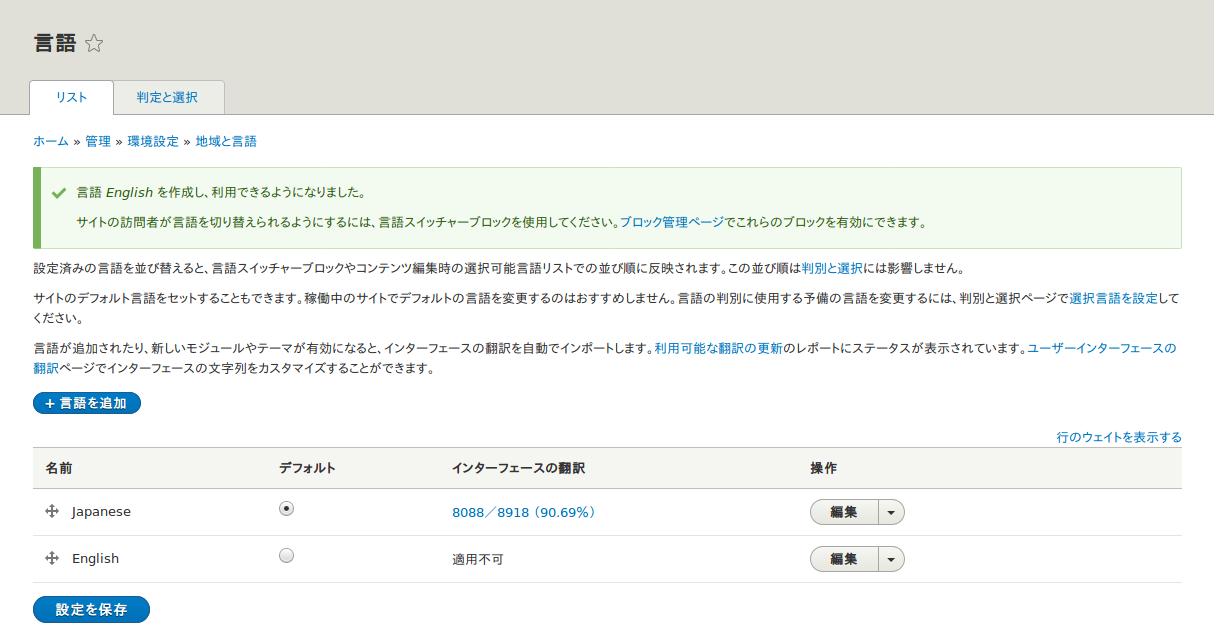 言語
リスト 判定と選択
ホーム » 管理 » 環境設定 » 地域と言語
言語 English を作成し、利用できるようになりました。
サイトの訪問者が言語を切り替えられるようにするには、言語スイッチャーブロックを使用してください。ブロック管理ページでこれらのブロックを有効にできます。
設定済みの言語を並び替えると、言語スイッチャーブロックやコンテンツ編集時の選択可能言語リストでの並び順に反映されます。この並び順は判別と選択には影響しません。
サイトのデフォルト言語をセットすることもできます。稼働中のサイトでデフォルトの言語を変更するのはおすすめしません。言語の判別に使用する予備の言語を変更するには、判別と選択ページで選択言語を設定して
ください。
言語が追加されたり、新しいモジュールやテーマが有効になると、インターフェースの翻訳を自動でインポートします。利用可能な翻訳の更新のレポートにステータスが表示されています。ユーザーインターフェースの
翻訳ページでインターフェースの文字列をカスタマイズすることができます。
+ 言語を追加
行のウェイトを表示する
名前 デフォルト インターフェースの翻訳 操作
Japanese 8088／8918（90.69%） 編集
English 適用不可 編集
設定を保存